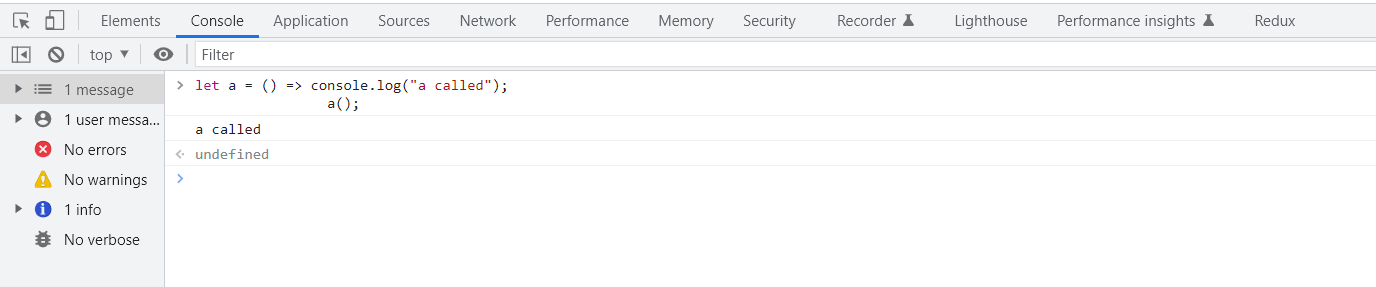 Elements Console Application Sources Network Performance Memory Security Recorder Lighthouse Performance insights Redux
top Filter
1 message
1 user messa...
No errors
No warnings
1 info
No verbose
let a = () => console.log("a called");
a();
a called
undefined